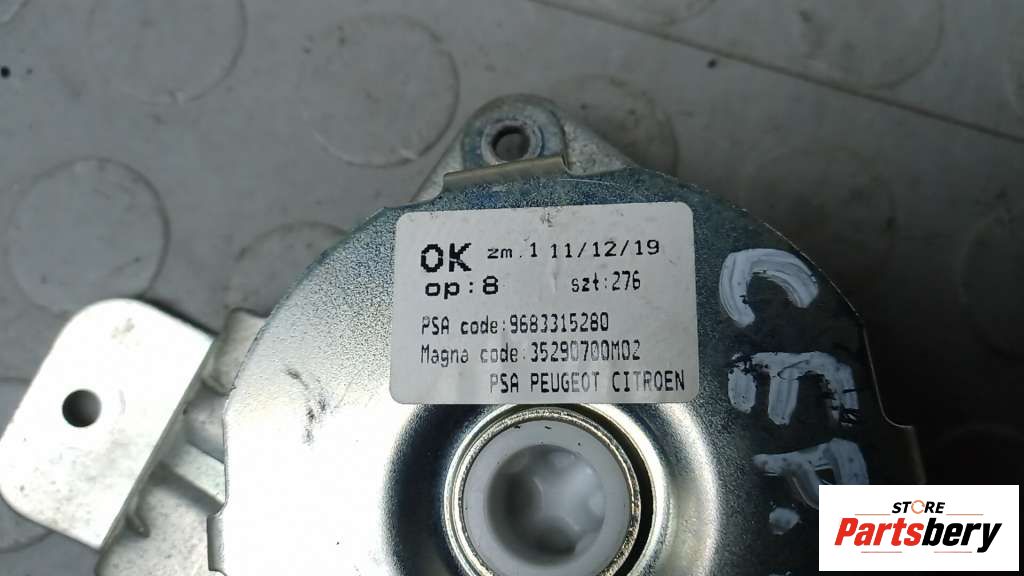 OK zm.1 11/12/19
op:8 szt:276
PSA code:9683315280
Magna code:35290700M02
PSA PEUGEOT CITROEN
STORE
Partsbery